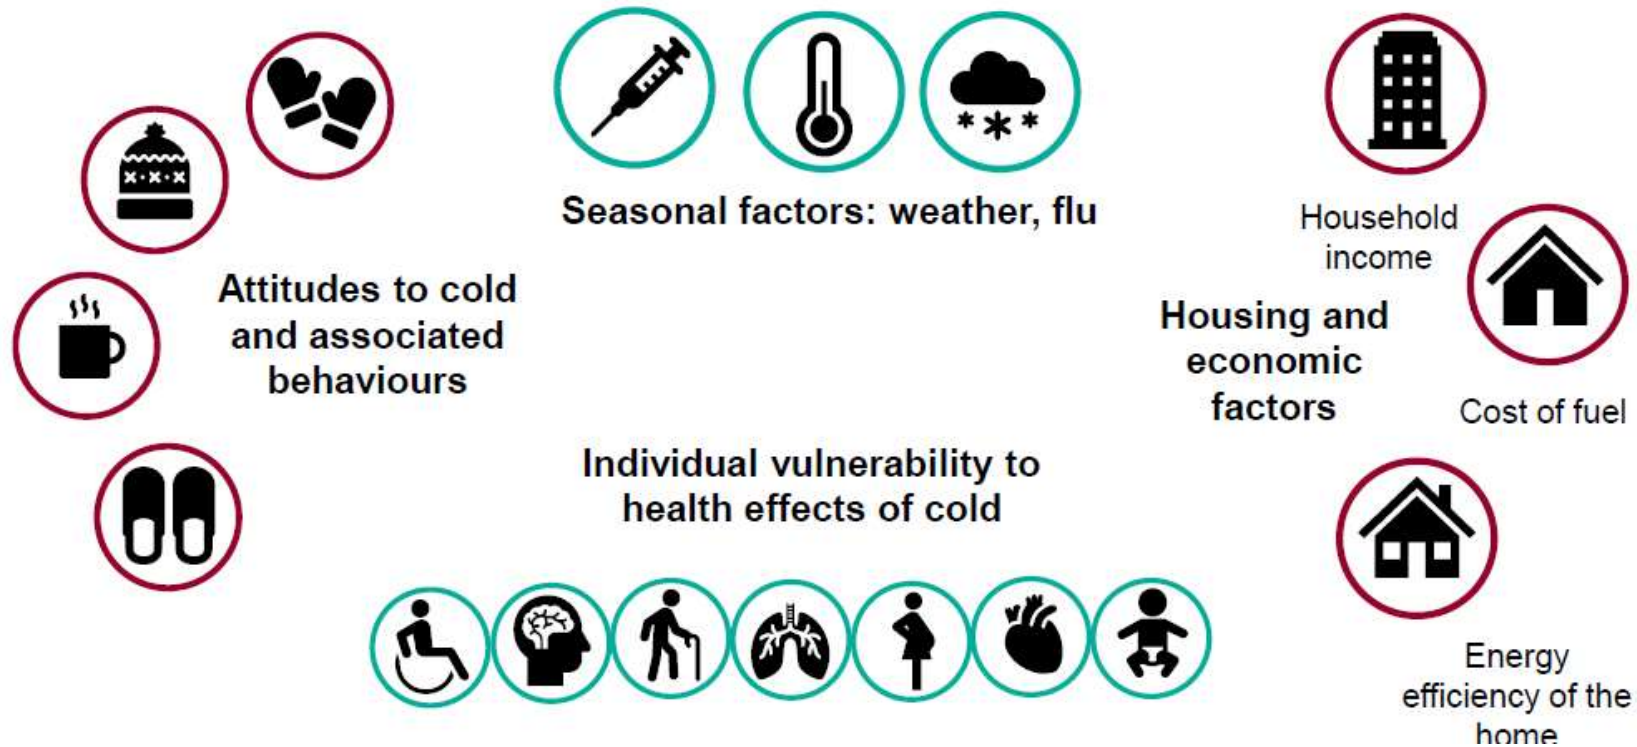 Seasonal factors: weather, flu
Attitudes to cold
and associated
behaviours
Household
income
Housing and
economic
factors
Cost of fuel
Individual vulnerability to
health effects of cold
Energy
efficiency of the
home